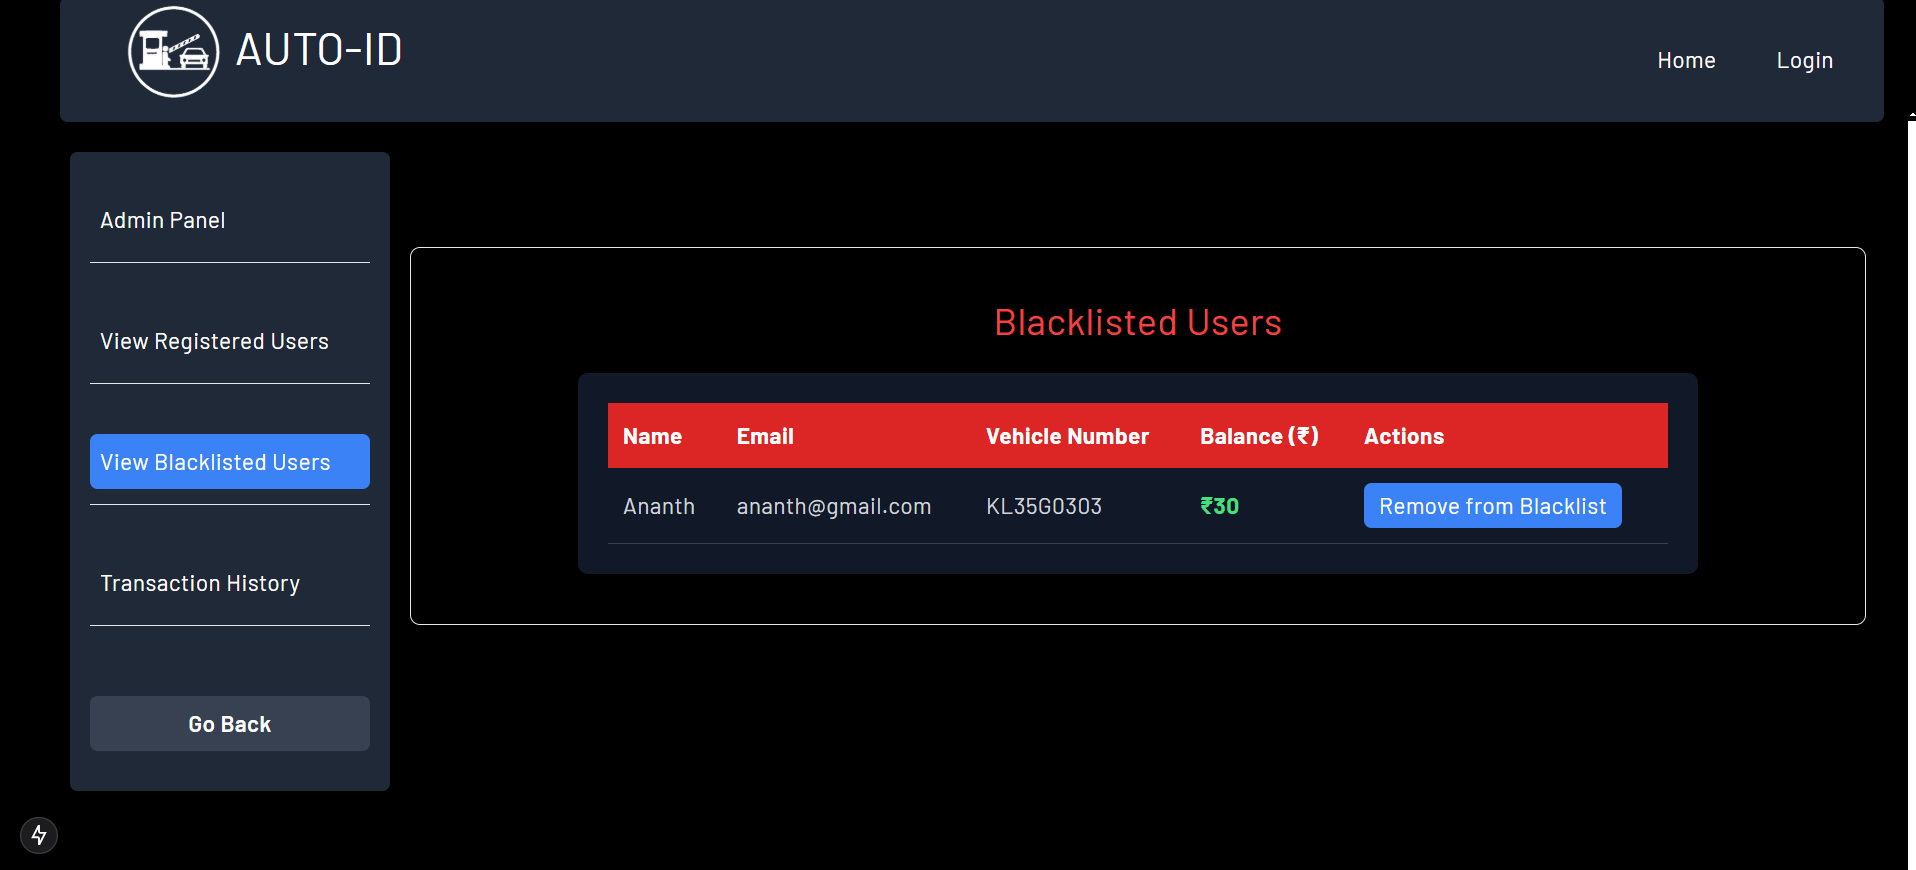 AUTO-ID
Home Login
Admin Panel
View Registered Users
View Blacklisted Users
Transaction History
Go Back
Blacklisted Users
Name Email Vehicle Number Balance (₹) Actions
Ananth ananth@gmail.com KL35G0303 ₹30 Remove from Blacklist